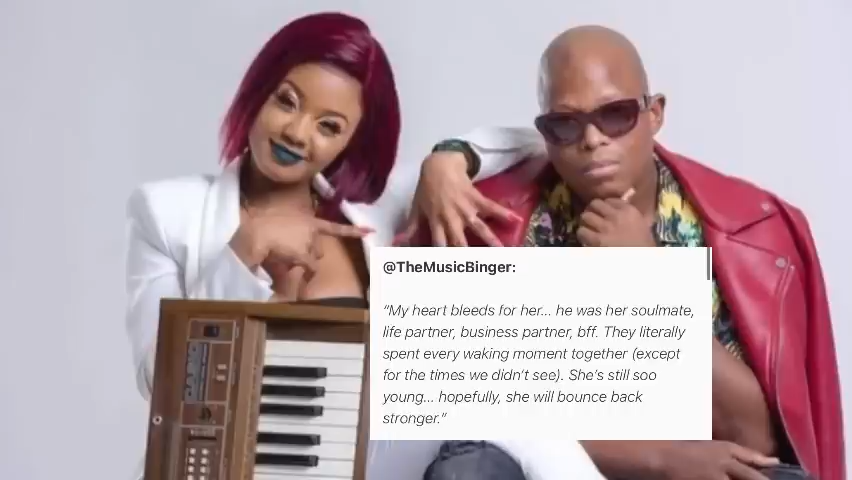 @TheMusicBinger:
“My heart bleeds for her... he was her soulmate,
life partner, business partner, bff. They literally
spent every waking moment together (except
for the times we didn’t see). She’s still soo
young... hopefully, she will bounce back
stronger.”